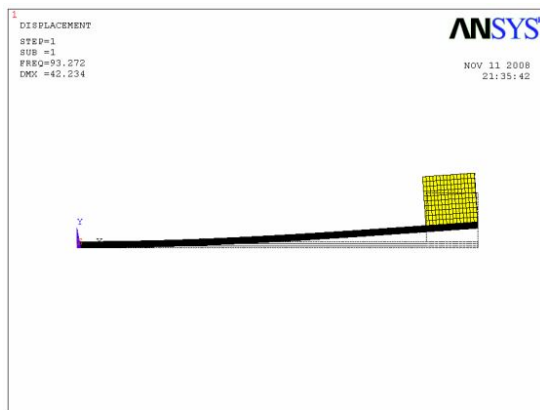 1
DISPLACEMENT
STEP=1
SUB =1
FREQ=93.272
DMX =42.234
ANSYS
NOV 11 2008
21:35:42
Y